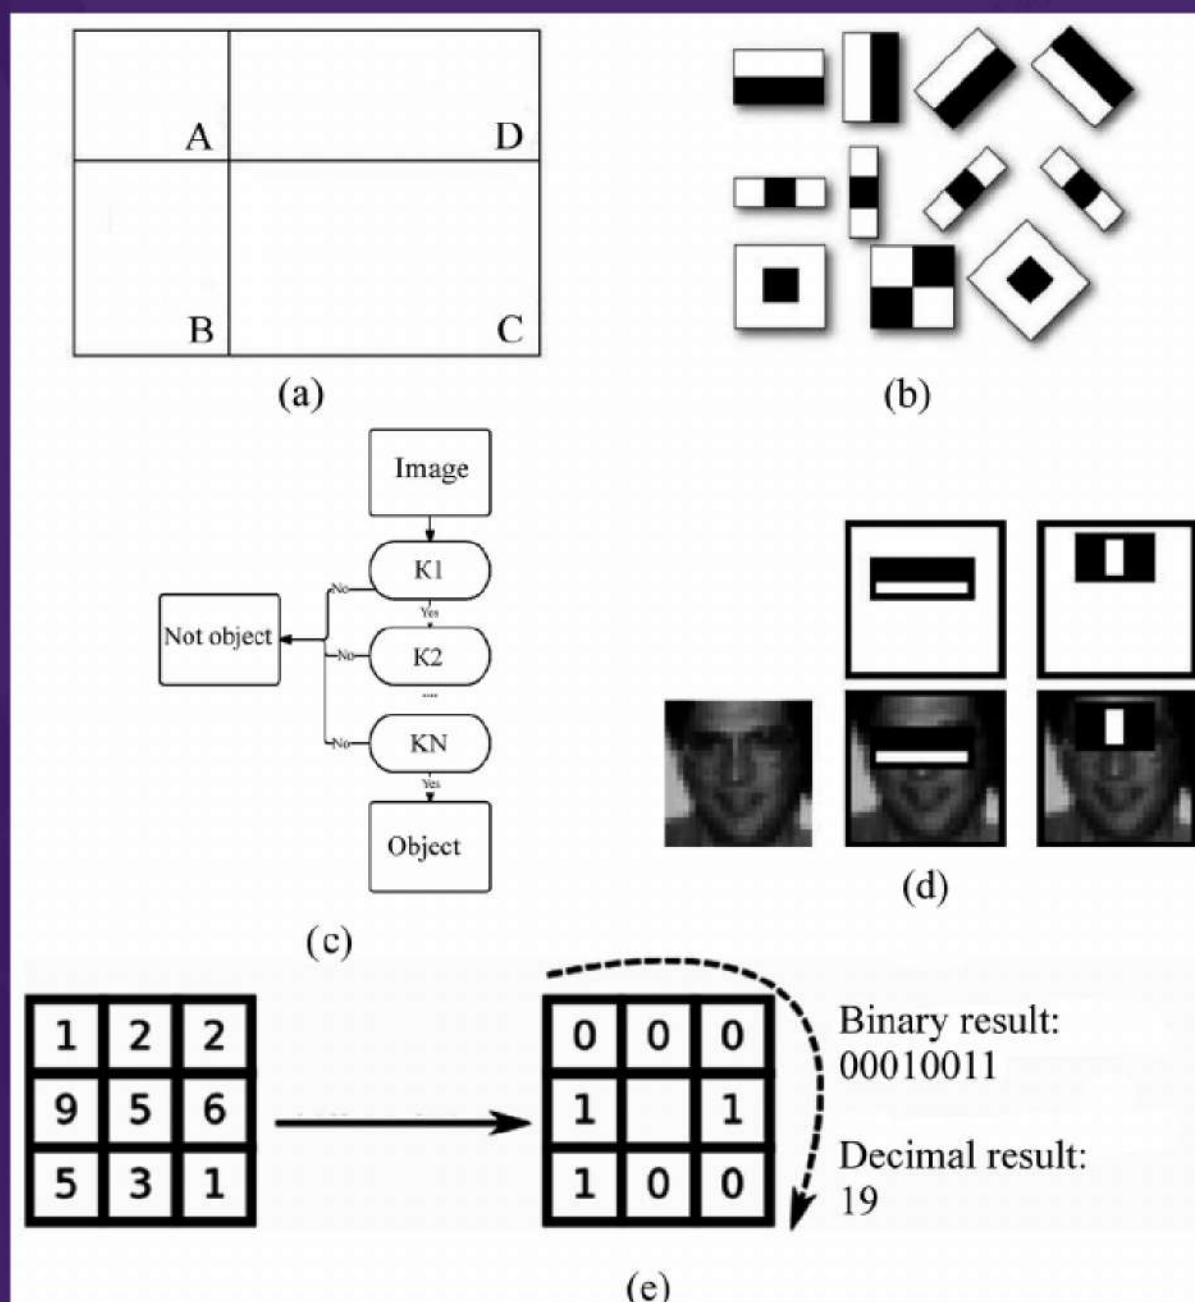 A D
B C
(a)
(b)
Image
K1
No
Yes
Not object
K2
No
....
KN
No
Yes
Object
(c)
(d)
1 2 2
9 5 6
5 3 1
0 0 0
1 1
1 0 0
Binary result:
00010011
Decimal result:
19
(e)